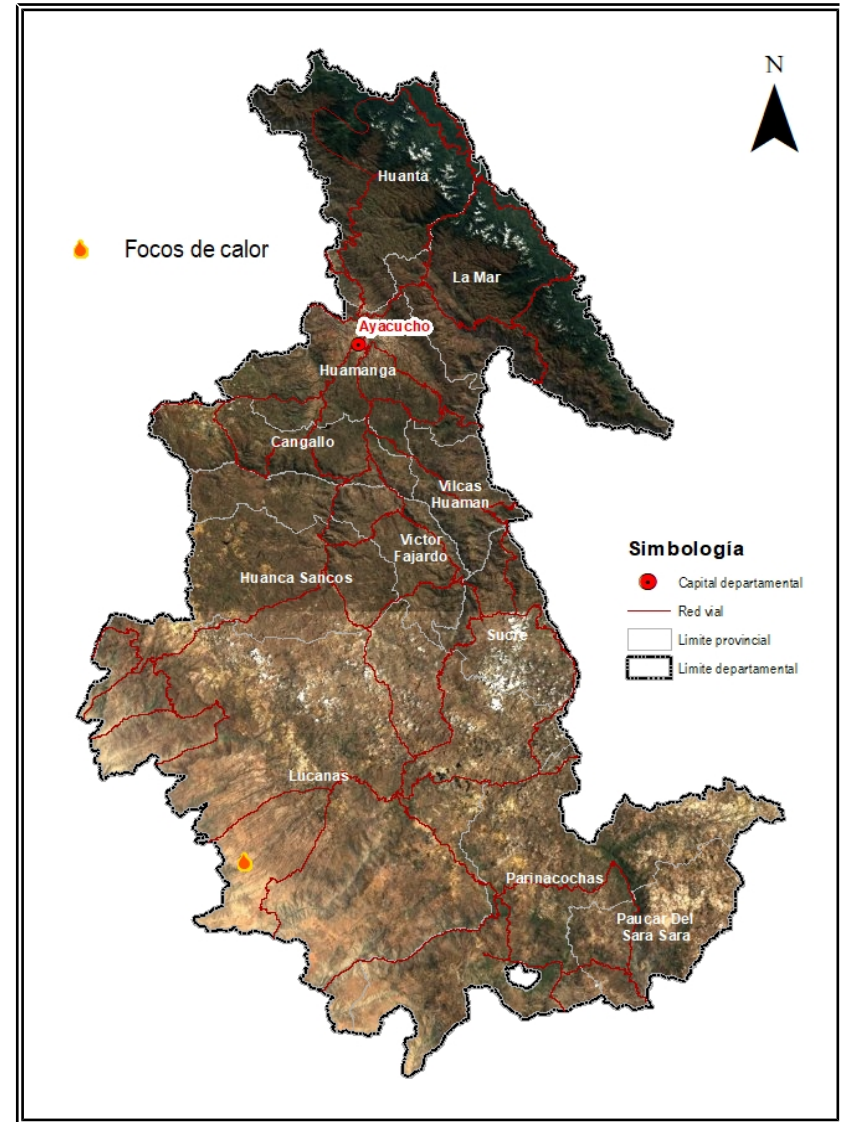 N
Huanta
Focos de calor
La Mar
Ayacucho
Huamanga
Cangallo
Vilcas
Huaman
Victor
Fajardo
Huanca Sancos
Sucre
Simbología
Capital departamental
Red vial
Limite provincial
Limite departamental
Lucanas
Parinacochas
Paucar Del
Sara Sara